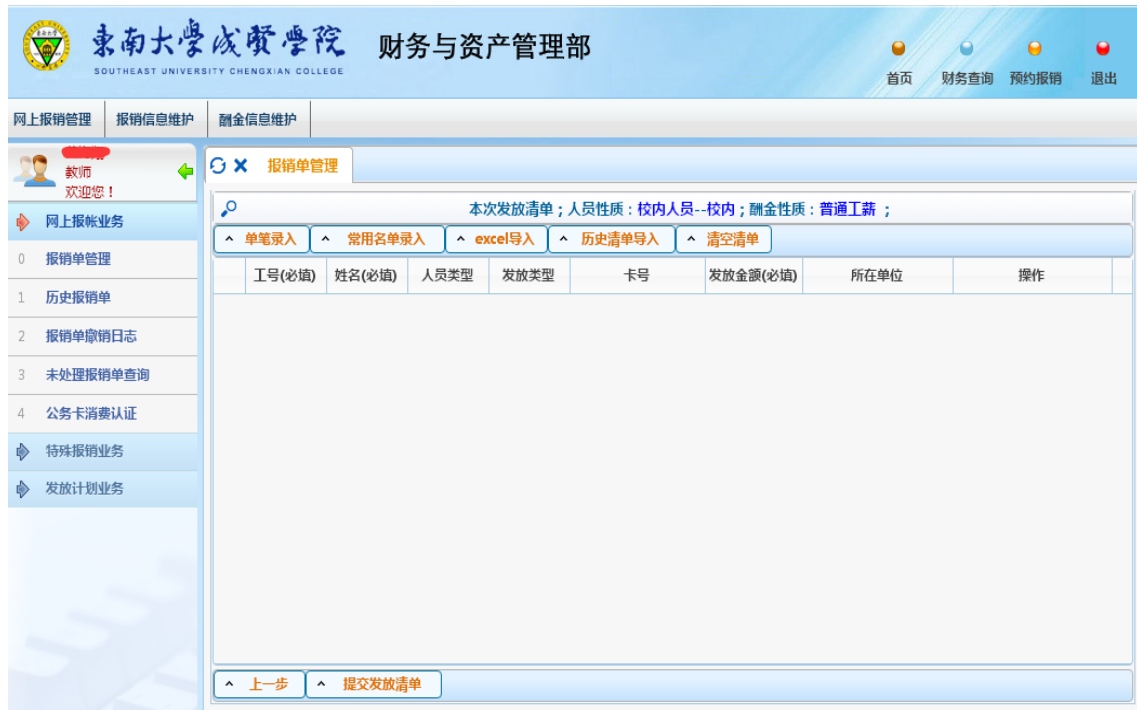 東南大學成賢學院 财务与资产管理部
SOUTHEAST UNIVERSITY CHENGXIAN COLLEGE
首页 财务查询 预约报销 退出
网上报销管理 报销信息维护 酬金信息维护
教师
欢迎您！
报销单管理
本次发放清单；人员性质：校内人员--校内；酬金性质：普通工薪 ；
网上报帐业务
单笔录入 常用名单录入 excel导入 历史清单导入 清空清单
0 报销单管理
工号(必填) 姓名(必填) 人员类型 发放类型 卡号 发放金额(必填) 所在单位 操作
1 历史报销单
2 报销单撤销日志
3 未处理报销单查询
4 公务卡消费认证
特殊报销业务
发放计划业务
上一步 提交发放清单